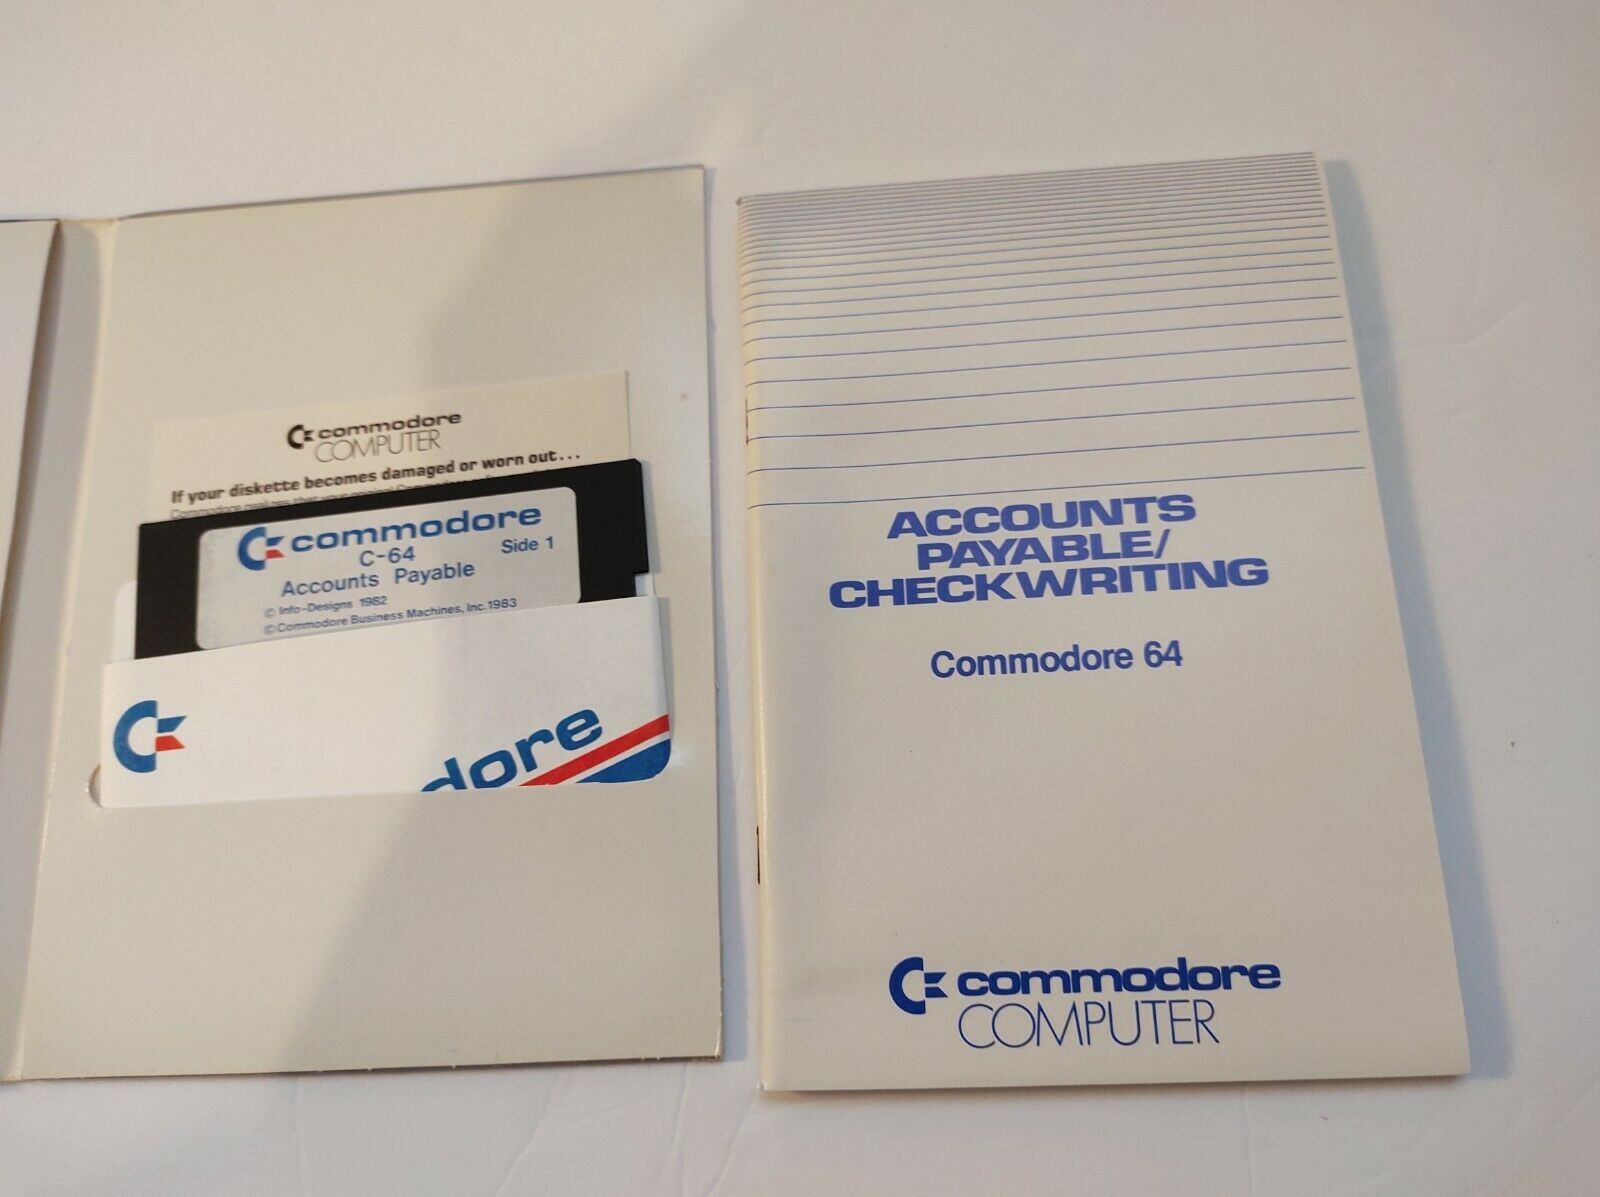 commodore
COMPUTER
If your diskette becomes damaged or worn out...
commodore
C-64
Side 1
Accounts Payable
© Info-Designs 1982
© Commodore Business Machines, Inc. 1983
dore
ACCOUNTS
PAYABLE/
CHECKWRITING
Commodore 64
commodore
COMPUTER